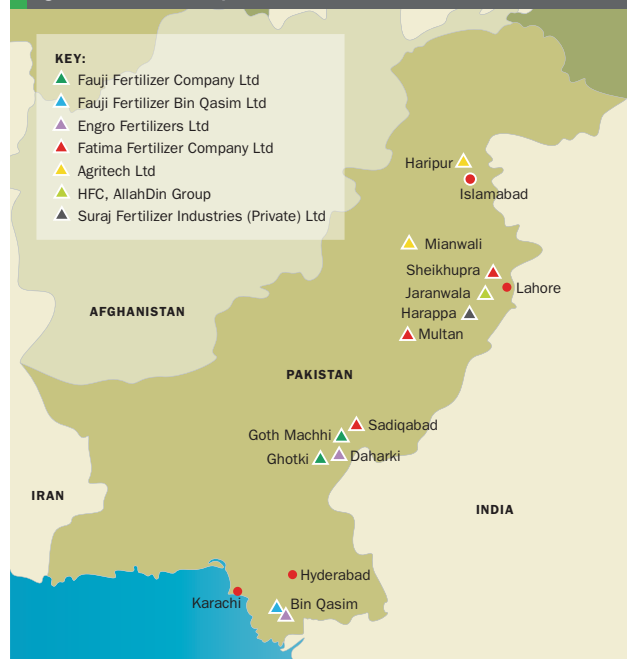 KEY:
Fauji Fertilizer Company Ltd
Fauji Fertilizer Bin Qasim Ltd
Engro Fertilizers Ltd
Fatima Fertilizer Company Ltd
Agritech Ltd
HFC, AllahDin Group
Suraj Fertilizer Industries (Private) Ltd
Haripur
Islamabad
Mianwali
Sheikhupra
Jaranwala
Lahore
Harappa
AFGHANISTAN
Multan
PAKISTAN
Sadiqabad
Goth Machhi
Daharki
Ghotki
IRAN
INDIA
Hyderabad
Karachi
Bin Qasim